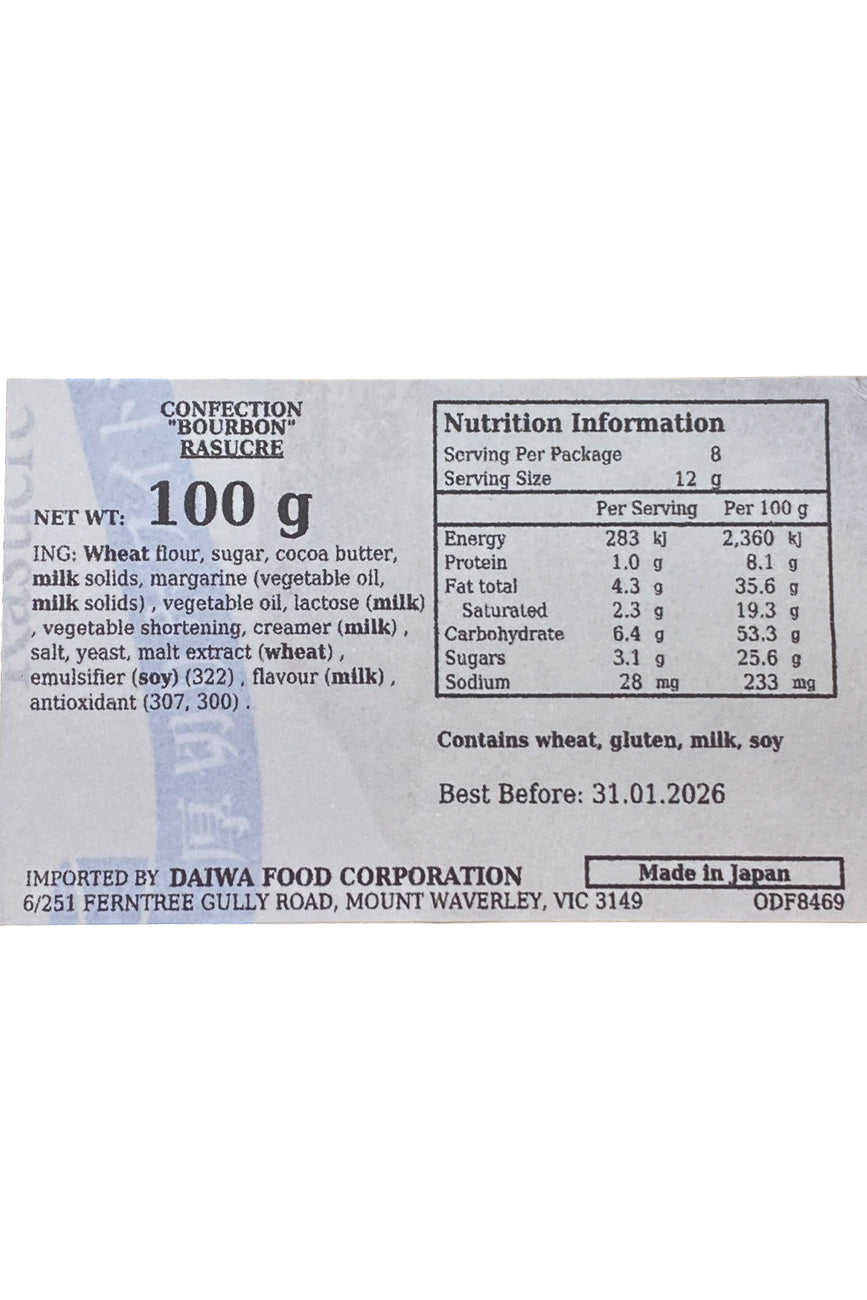 CONFECTION
"BOURBON"
RASUCRE
NET WT: 100 g
ING: Wheat flour, sugar, cocoa butter,
milk solids, margarine (vegetable oil,
milk solids) , vegetable oil, lactose (milk)
, vegetable shortening, creamer (milk) ,
salt, yeast, malt extract (wheat) ,
emulsifier (soy) (322) , flavour (milk) ,
antioxidant (307, 300) .
Nutrition Information
Serving Per Package 8
Serving Size 12 g
Per Serving Per 100 g
Energy 283 kj 2,360 kj
Protein 1.0 g 8.1 g
Fat total 4.3 g 35.6 g
Saturated 2.3 g 19.3 g
Carbohydrate 6.4 g 53.3 g
Sugars 3.1 g 25.6 g
Sodium 28 mg 233 mg
Contains wheat, gluten, milk, soy
Best Before: 31.01.2026
IMPORTED BY DAIWA FOOD CORPORATION
6/251 FERNTREE GULLY ROAD, MOUNT WAVERLEY, VIC 3149
Made in Japan
ODF8469
厚切